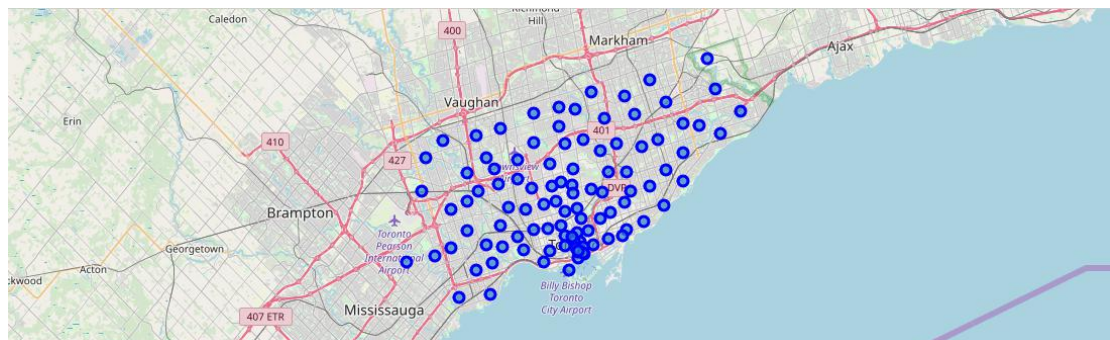 Caledon
Hill
400
Markham
Ajax
Vaughan
Erin
410
401
427
DVP
Brampton
Toronto
Pearson
International
Airport
Georgetown
Acton
Billy Bishop
Toronto
City Airport
Mississauga
407 ETR